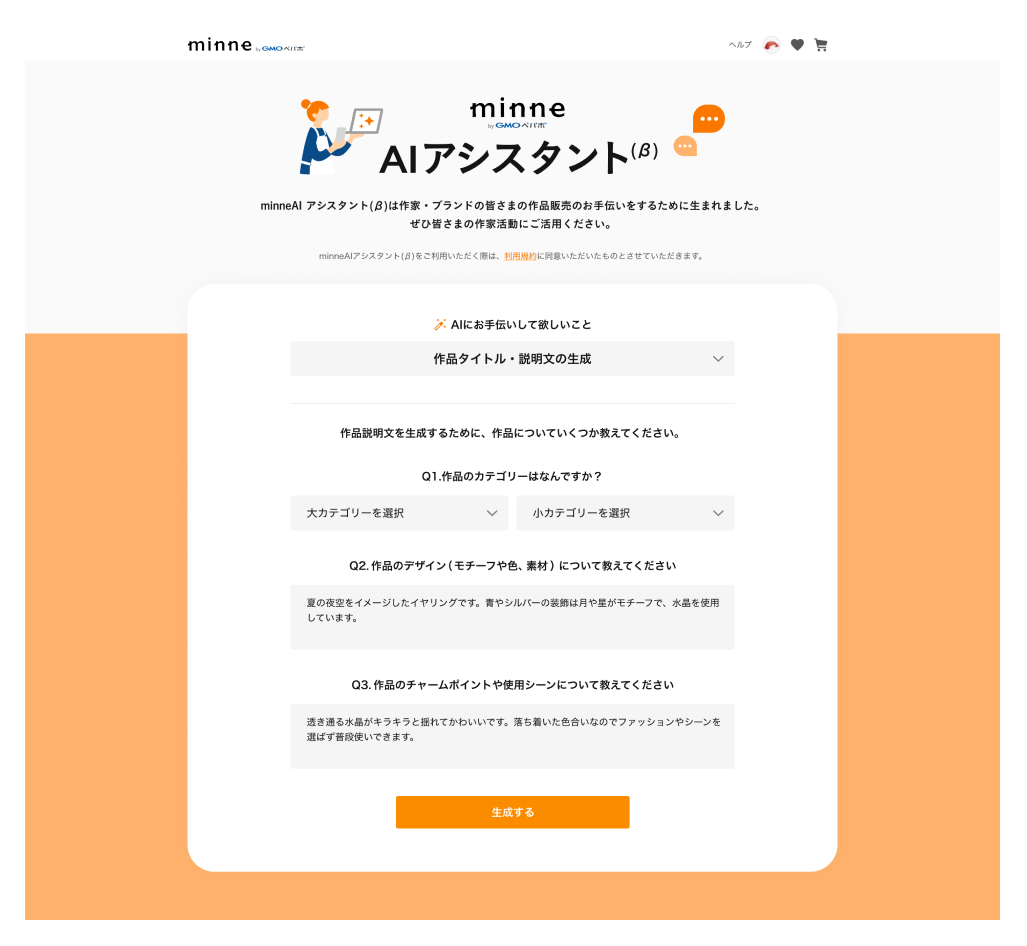 minne by GMOペパボ
ヘルプ
minne
by GMOペパボ
AIアシスタント(β)
minneAI アシスタント(β)は作家・ブランドの皆さまの作品販売のお手伝いをするために生まれました。
ぜひ皆さまの作家活動にご活用ください。
minneAIアシスタント(β)をご利用いただく際は、利用規約に同意いただいたものとさせていただきます。
AIにお手伝いして欲しいこと
作品タイトル・説明文の生成
作品説明文を生成するために、作品についていくつか教えてください。
Q1.作品のカテゴリーはなんですか？
大カテゴリーを選択
小カテゴリーを選択
Q2.作品のデザイン（モチーフや色、素材）について教えてください
夏の夜空をイメージしたイヤリングです。青やシルバーの装飾は月や星がモチーフで、水晶を使用
しています。
Q3.作品のチャームポイントや使用シーンについて教えてください
透き通る水晶がキラキラと揺れてかわいいです。落ち着いた色合いなのでファッションやシーンを
選ばず普段使いできます。
生成する